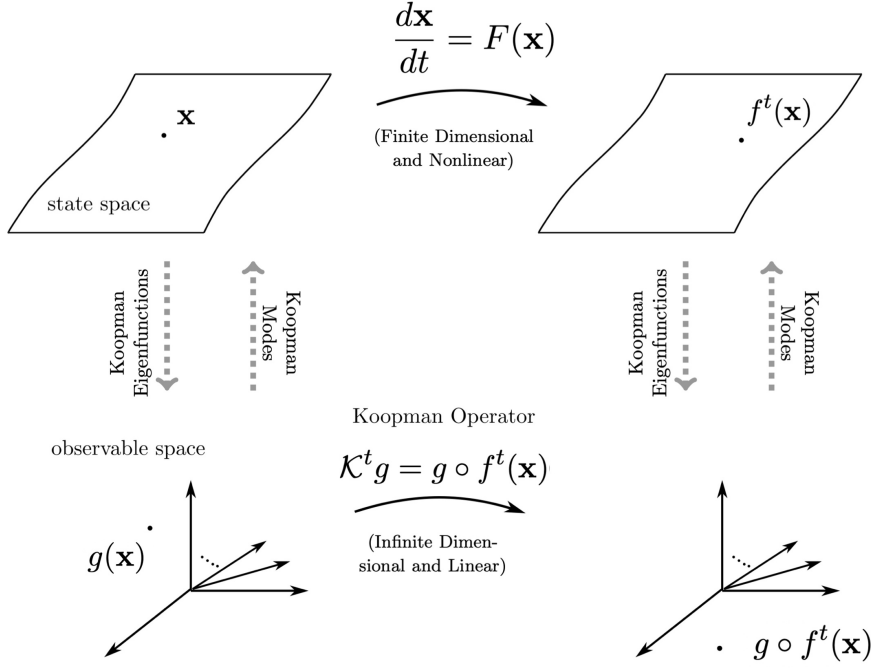 dx/dt = F(x)
x
f^t(x)
(Finite Dimensional
and Nonlinear)
state space
Koopman
Eigenfunctions
Koopman
Modes
Koopman
Eigenfunctions
Koopman
Modes
Koopman Operator
observable space
𝒦^t g = g ∘ f^t(x)
g(x)
(Infinite Dimen-
sional and Linear)
g ∘ f^t(x)